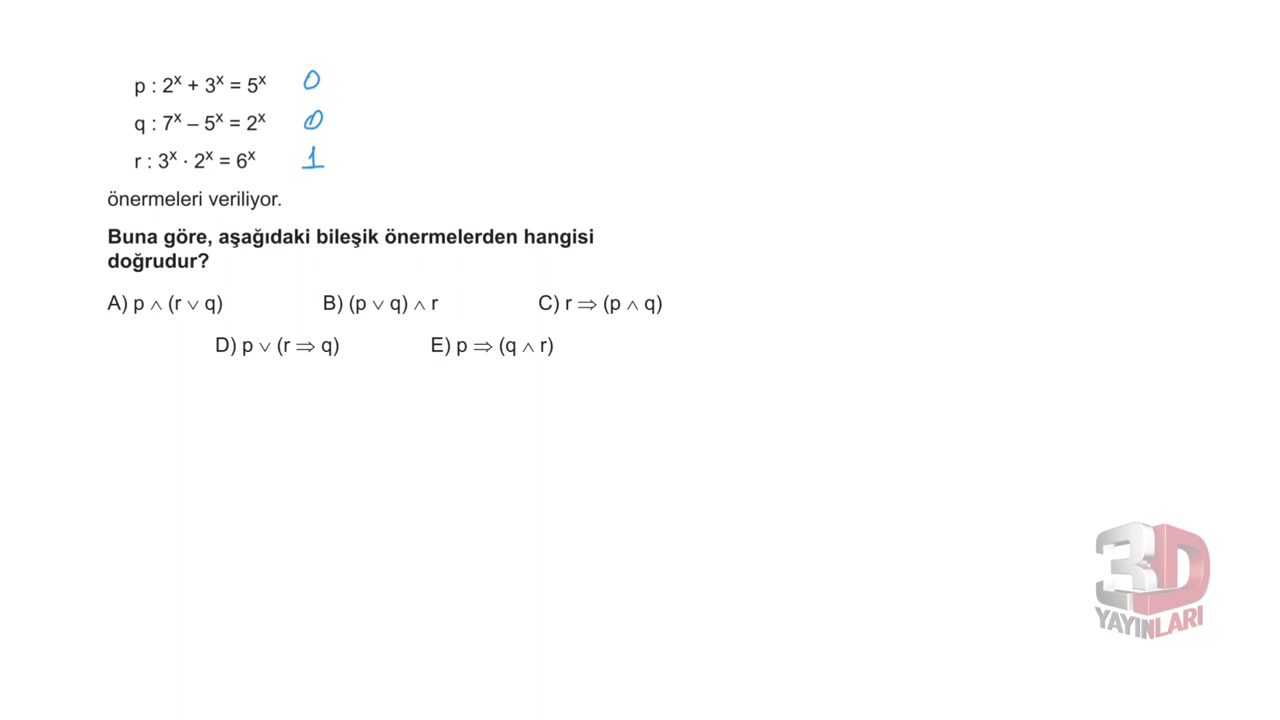 p : 2ˣ + 3ˣ = 5ˣ 0
q : 7ˣ – 5ˣ = 2ˣ 0
r : 3ˣ · 2ˣ = 6ˣ 1
önermeleri veriliyor.
Buna göre, aşağıdaki bileşik önermelerden hangisi
doğrudur?
A) p ∧ (r ∨ q) B) (p ∨ q) ∧ r C) r ⇒ (p ∧ q)
D) p ∨ (r ⇒ q) E) p ⇒ (q ∧ r)
3D
YAYINLARI